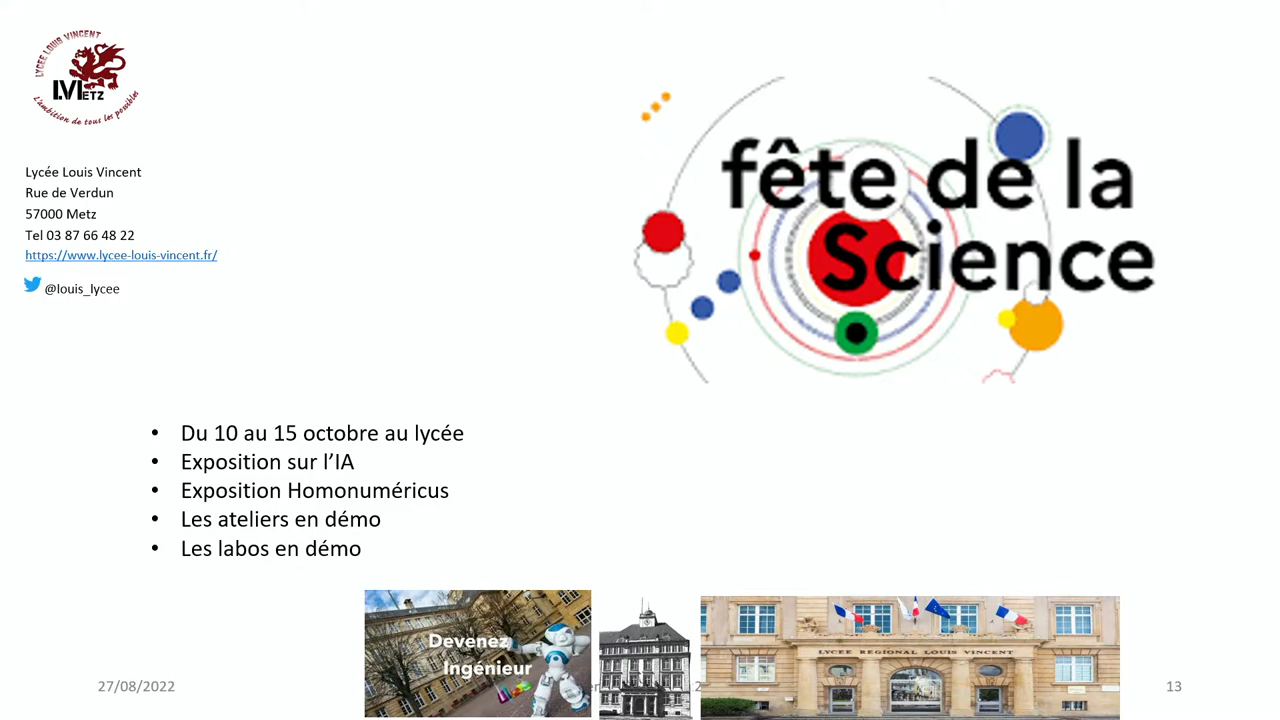 LYCEE LOUIS VINCENT
LVMETZ
L'ambition de tous les possibles
Lycée Louis Vincent
Rue de Verdun
57000 Metz
Tel 03 87 66 48 22
https://www.lycee-louis-vincent.fr/
@louis_lycee
fête de la
Science
• Du 10 au 15 octobre au lycée
• Exposition sur l'IA
• Exposition Homonuméricus
• Les ateliers en démo
• Les labos en démo
Devenez
Ingénieur
LYCEE REGIONAL LOUIS VINCENT
27/08/2022
13